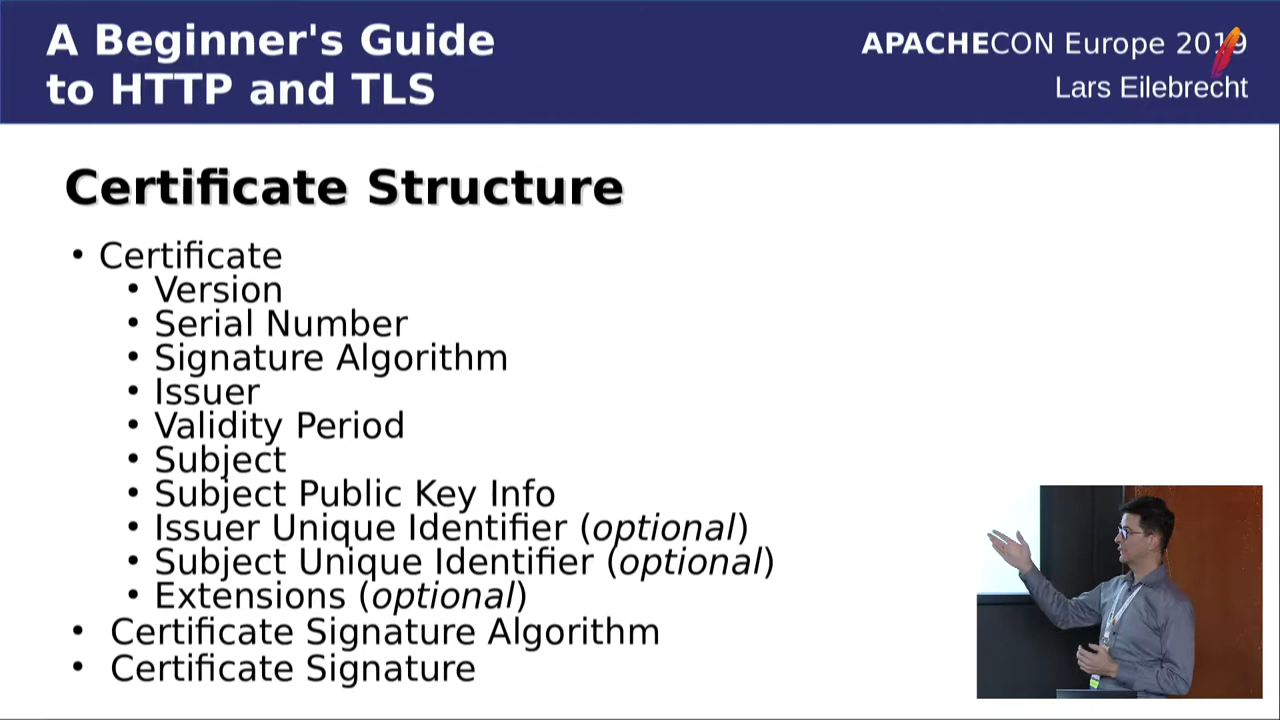 A Beginner's Guide
to HTTP and TLS
APACHECON Europe 2019
Lars Eilebrecht
Certificate Structure
• Certificate
• Version
• Serial Number
• Signature Algorithm
• Issuer
• Validity Period
• Subject
• Subject Public Key Info
• Issuer Unique Identifier (optional)
• Subject Unique Identifier (optional)
• Extensions (optional)
• Certificate Signature Algorithm
• Certificate Signature